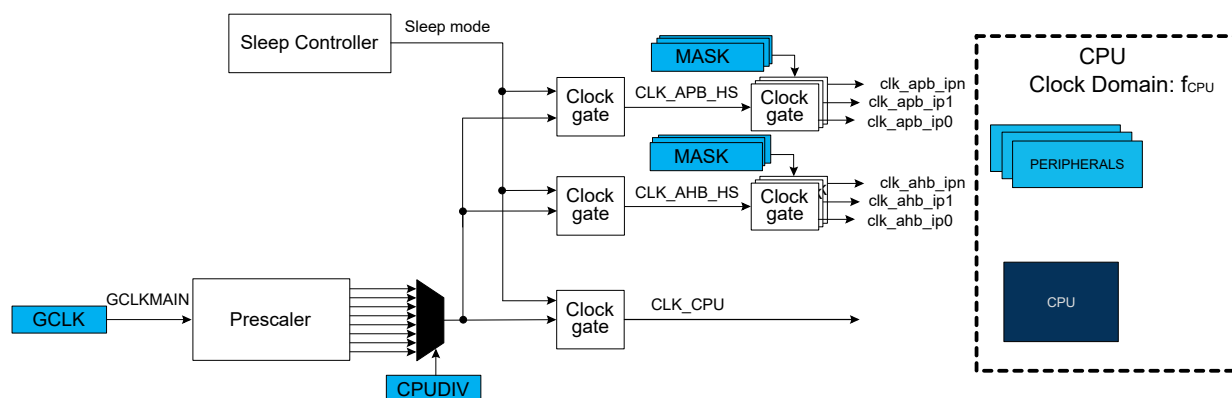 Sleep Controller
Sleep mode
MASK
CPU
Clock Domain: fCPU
Clock
gate
CLK_APB_HS
Clock
gate
clk_apb_ipn
clk_apb_ip1
clk_apb_ip0
MASK
PERIPHERALS
Clock
gate
CLK_AHB_HS
Clock
gate
clk_ahb_ipn
clk_ahb_ip1
clk_ahb_ip0
GCLK
GCLKMAIN
Prescaler
CPUDIV
Clock
gate
CLK_CPU
CPU